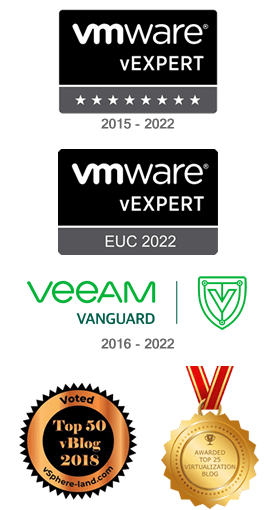 vmware®
vEXPERT
★★★★★★★★
2015 - 2022
vmware®
vEXPERT
EUC 2022
veeAM
VANGUARD
2016 - 2022
Voted
Top 50
vBlog
2018
vSphere-land.com
AWARDED
TOP 25
VIRTUALIZATION
BLOG